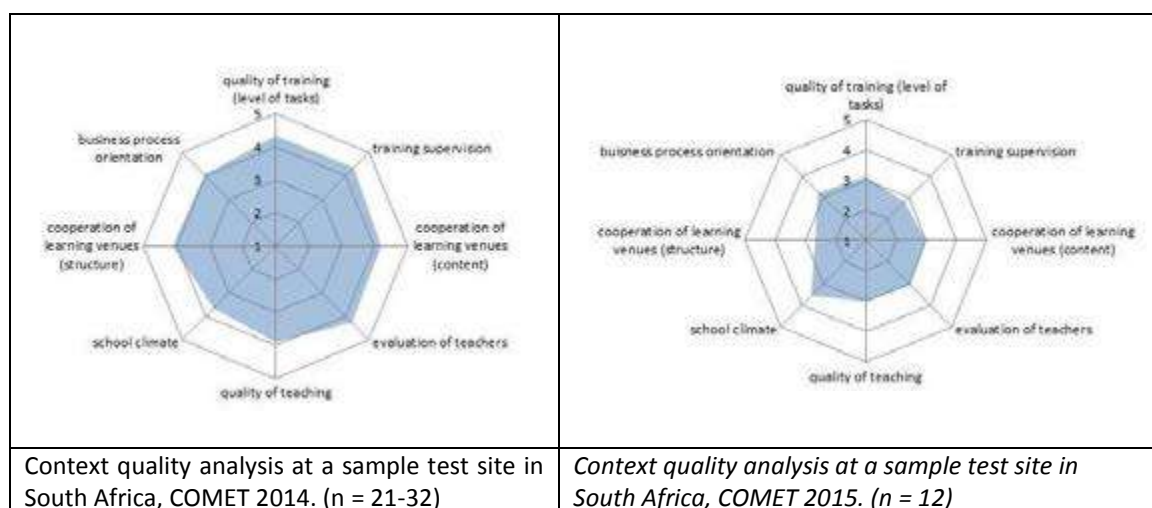 quality of training
(level of tasks)
business process
orientation
training supervision
cooperation of
learning venues
(structure)
cooperation of
learning venues
(content)
school climate
evaluation of teachers
quality of teaching
5
4
3
2
1
Context quality analysis at a sample test site in
South Africa, COMET 2014. (n = 21-32)
quality of training (level of
tasks)
buisness process orientation
training supervision
cooperation of learning
venues (structure)
cooperation of learning
venues (content)
school climate
evaluation of teachers
quality of teaching
5
4
3
2
1
Context quality analysis at a sample test site in
South Africa, COMET 2015. (n = 12)